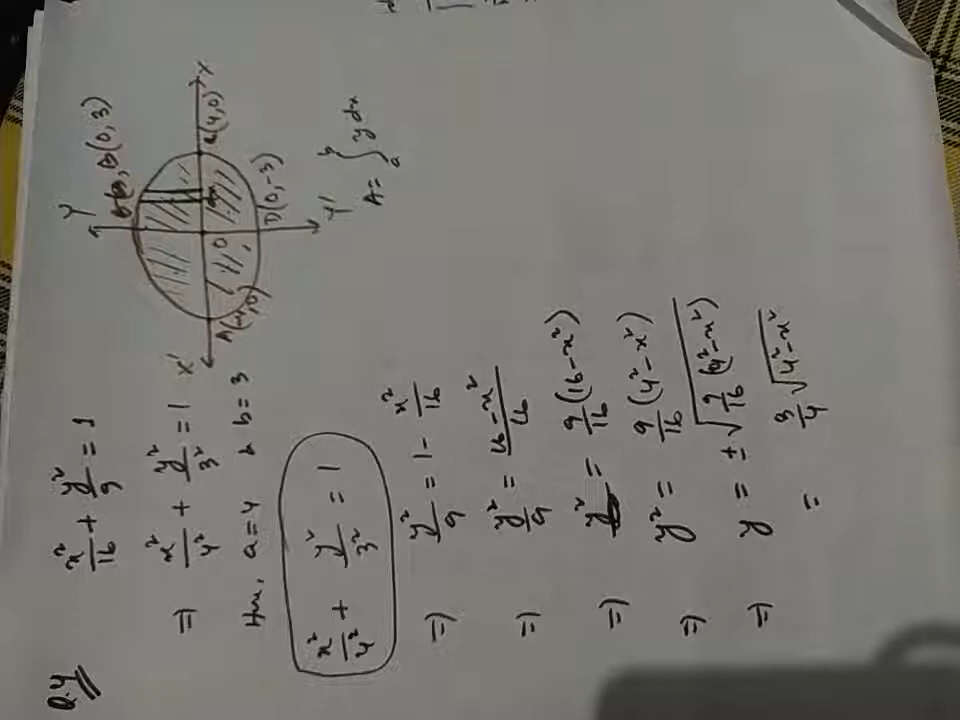 Q.4
x²/16 + y²/9 = 1
⇒ x²/4² + y²/3² = 1
Here, a = 4 & b = 3
x²/4² + y²/3² = 1
⇒ y²/9 = 1 - x²/16
⇒ y²/9 = 16 - x²/16
⇒ y² = 9/16 (16 - x²)
⇒ y² = 9/16 (4² - x²)
⇒ y = ± √9/16 (4² - x²)
= 3/4 √4² - x²
Y
B(0, 3)
X'
A'(-4, 0)
O
A(4, 0)
X
D(0, -3)
Y'
A = ∫ₐᵇ y dx